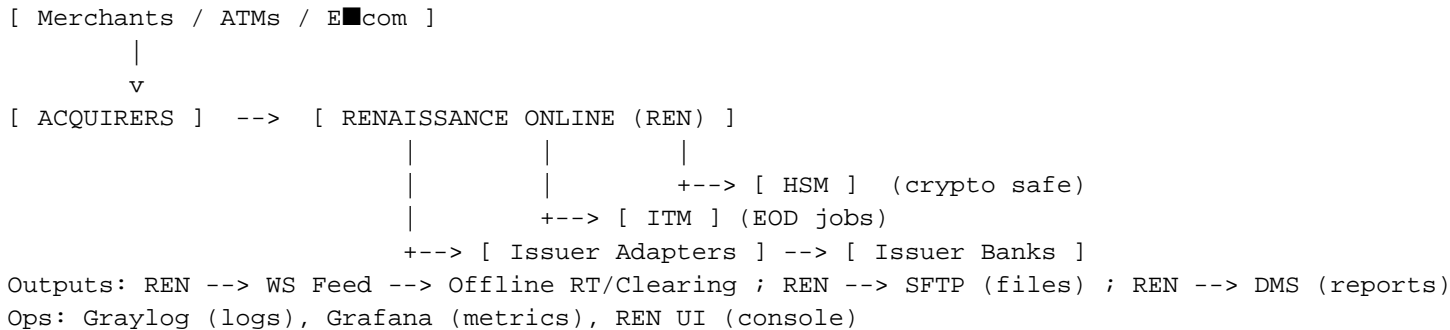 [ Merchants / ATMs / E■com ]
|
v
[ ACQUIRERS ] --> [ RENAISSANCE ONLINE (REN) ]
| | |
| | +--> [ HSM ] (crypto safe)
| +--> [ ITM ] (EOD jobs)
+--> [ Issuer Adapters ] --> [ Issuer Banks ]
Outputs: REN --> WS Feed --> Offline RT/Clearing ; REN --> SFTP (files) ; REN --> DMS (reports)
Ops: Graylog (logs), Grafana (metrics), REN UI (console)